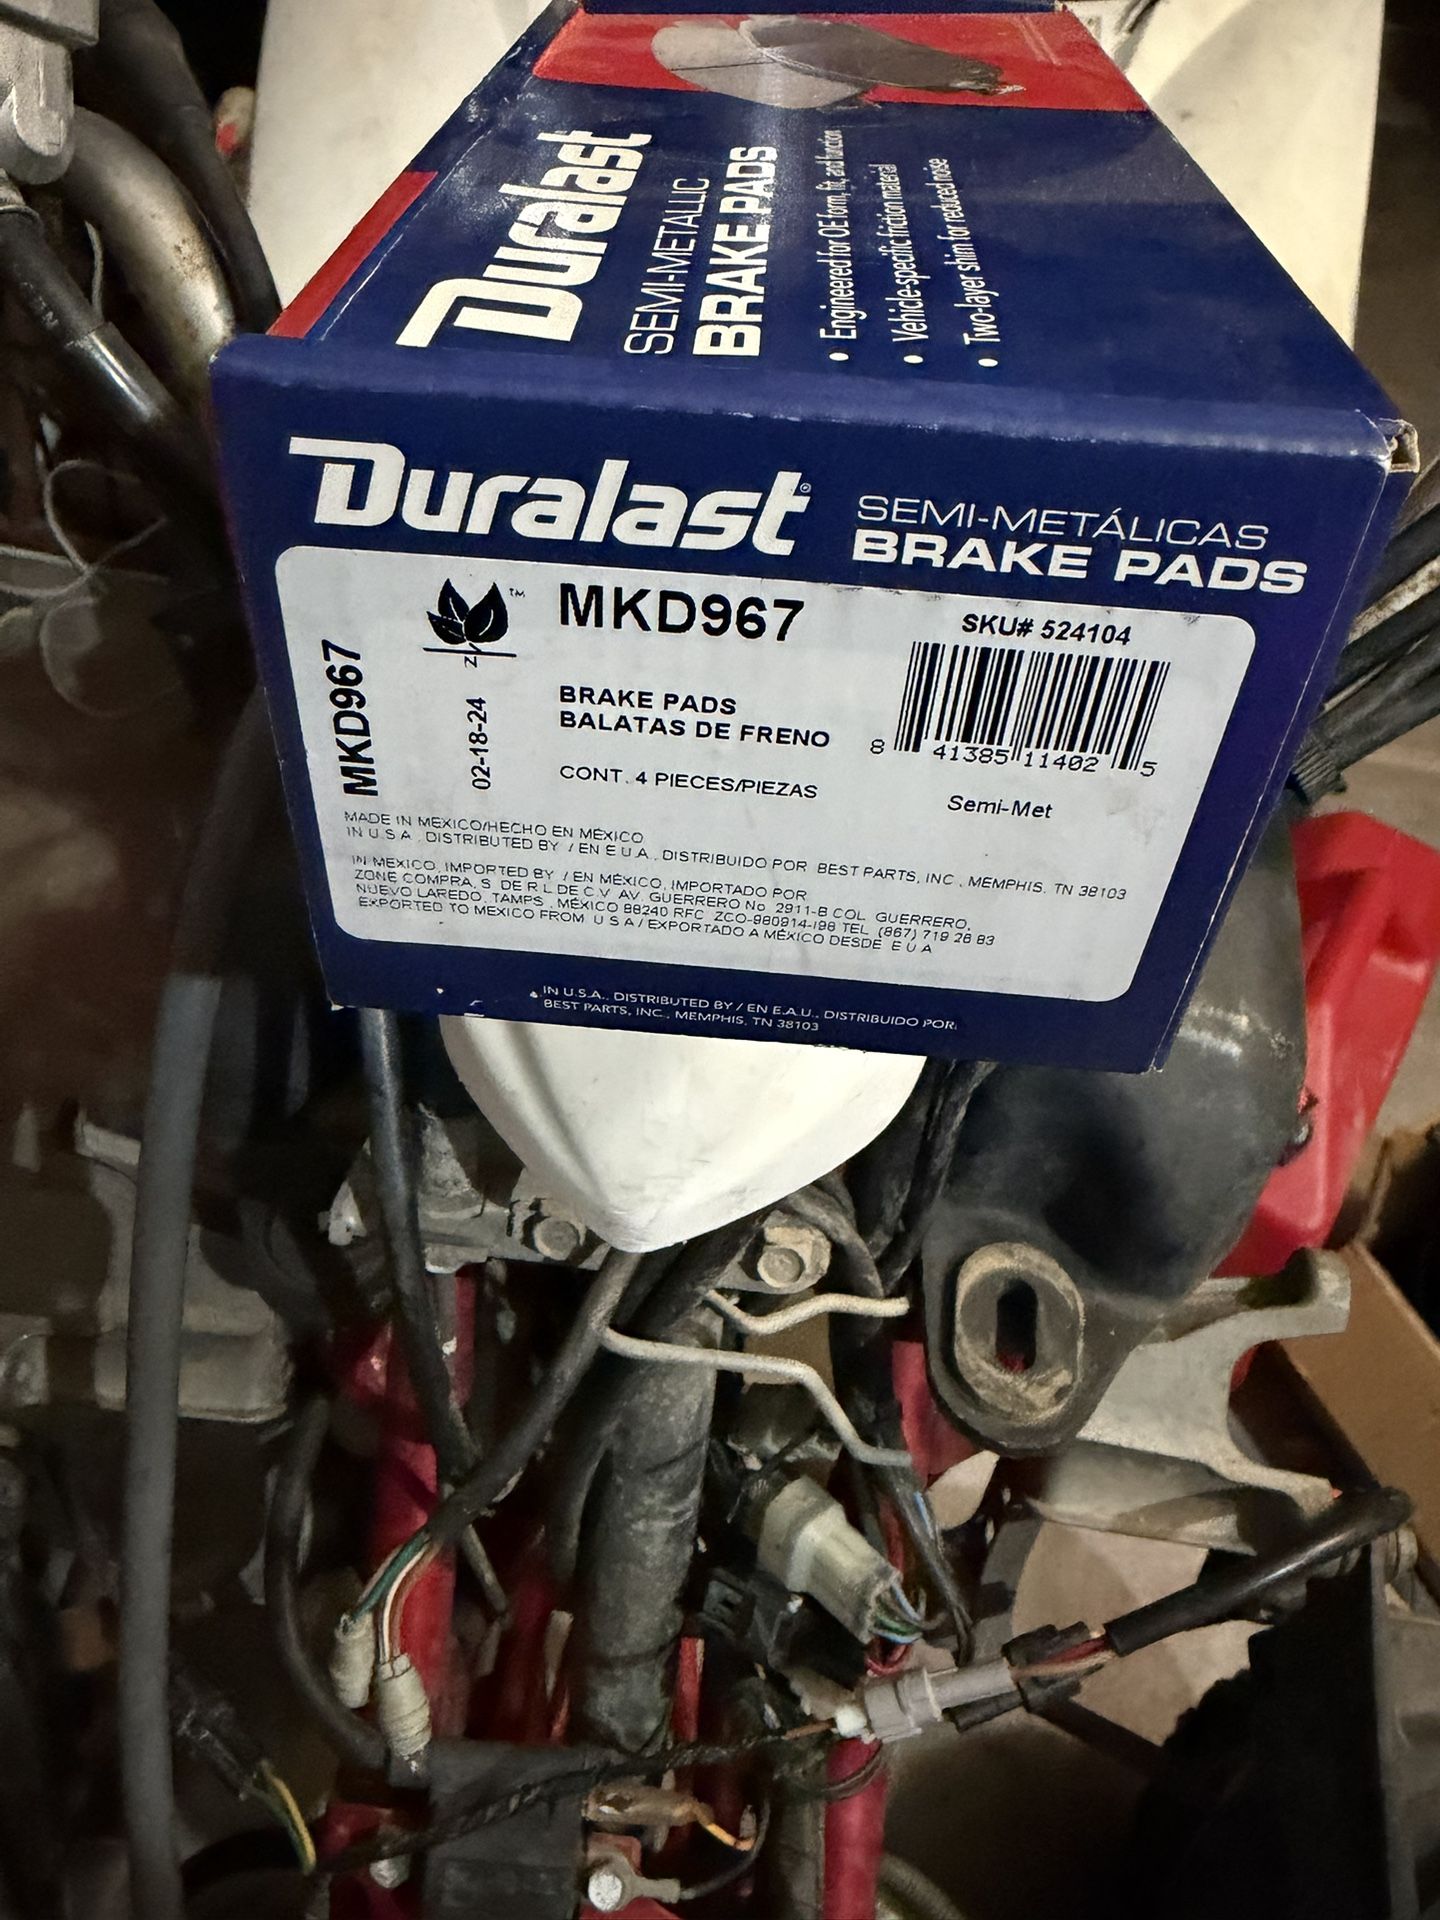 Duralast
SEMI-METALLIC
BRAKE PADS
• Engineered for OE form, fit, and function
• Vehicle-specific friction material
• Two-layer shim for reduced noise
Duralast®
SEMI-METÁLICAS
BRAKE PADS
MKD967
TM
N
02-18-24
MKD967
SKU# 524104
BRAKE PADS
BALATAS DE FRENO
CONT. 4 PIECES/PIEZAS
8 41385 11402 5
Semi-Met
MADE IN MEXICO/HECHO EN MÉXICO
IN U.S.A., DISTRIBUTED BY / EN E.U.A., DISTRIBUIDO POR BEST PARTS, INC., MEMPHIS, TN 38103
IN MEXICO, IMPORTED BY / EN MÉXICO, IMPORTADO POR
ZONE COMPRA, S. DE R.L. DE C.V. AV. GUERRERO No. 2911-B COL. GUERRERO,
NUEVO LAREDO, TAMPS., MÉXICO 88240 RFC. ZCO-980914-I98 TEL. (867) 719 26 83
EXPORTED TO MEXICO FROM U S A / EXPORTADO A MÉXICO DESDE E U A
IN U.S.A., DISTRIBUTED BY / EN E.A.U., DISTRIBUIDO POR:
BEST PARTS, INC., MEMPHIS, TN 38103